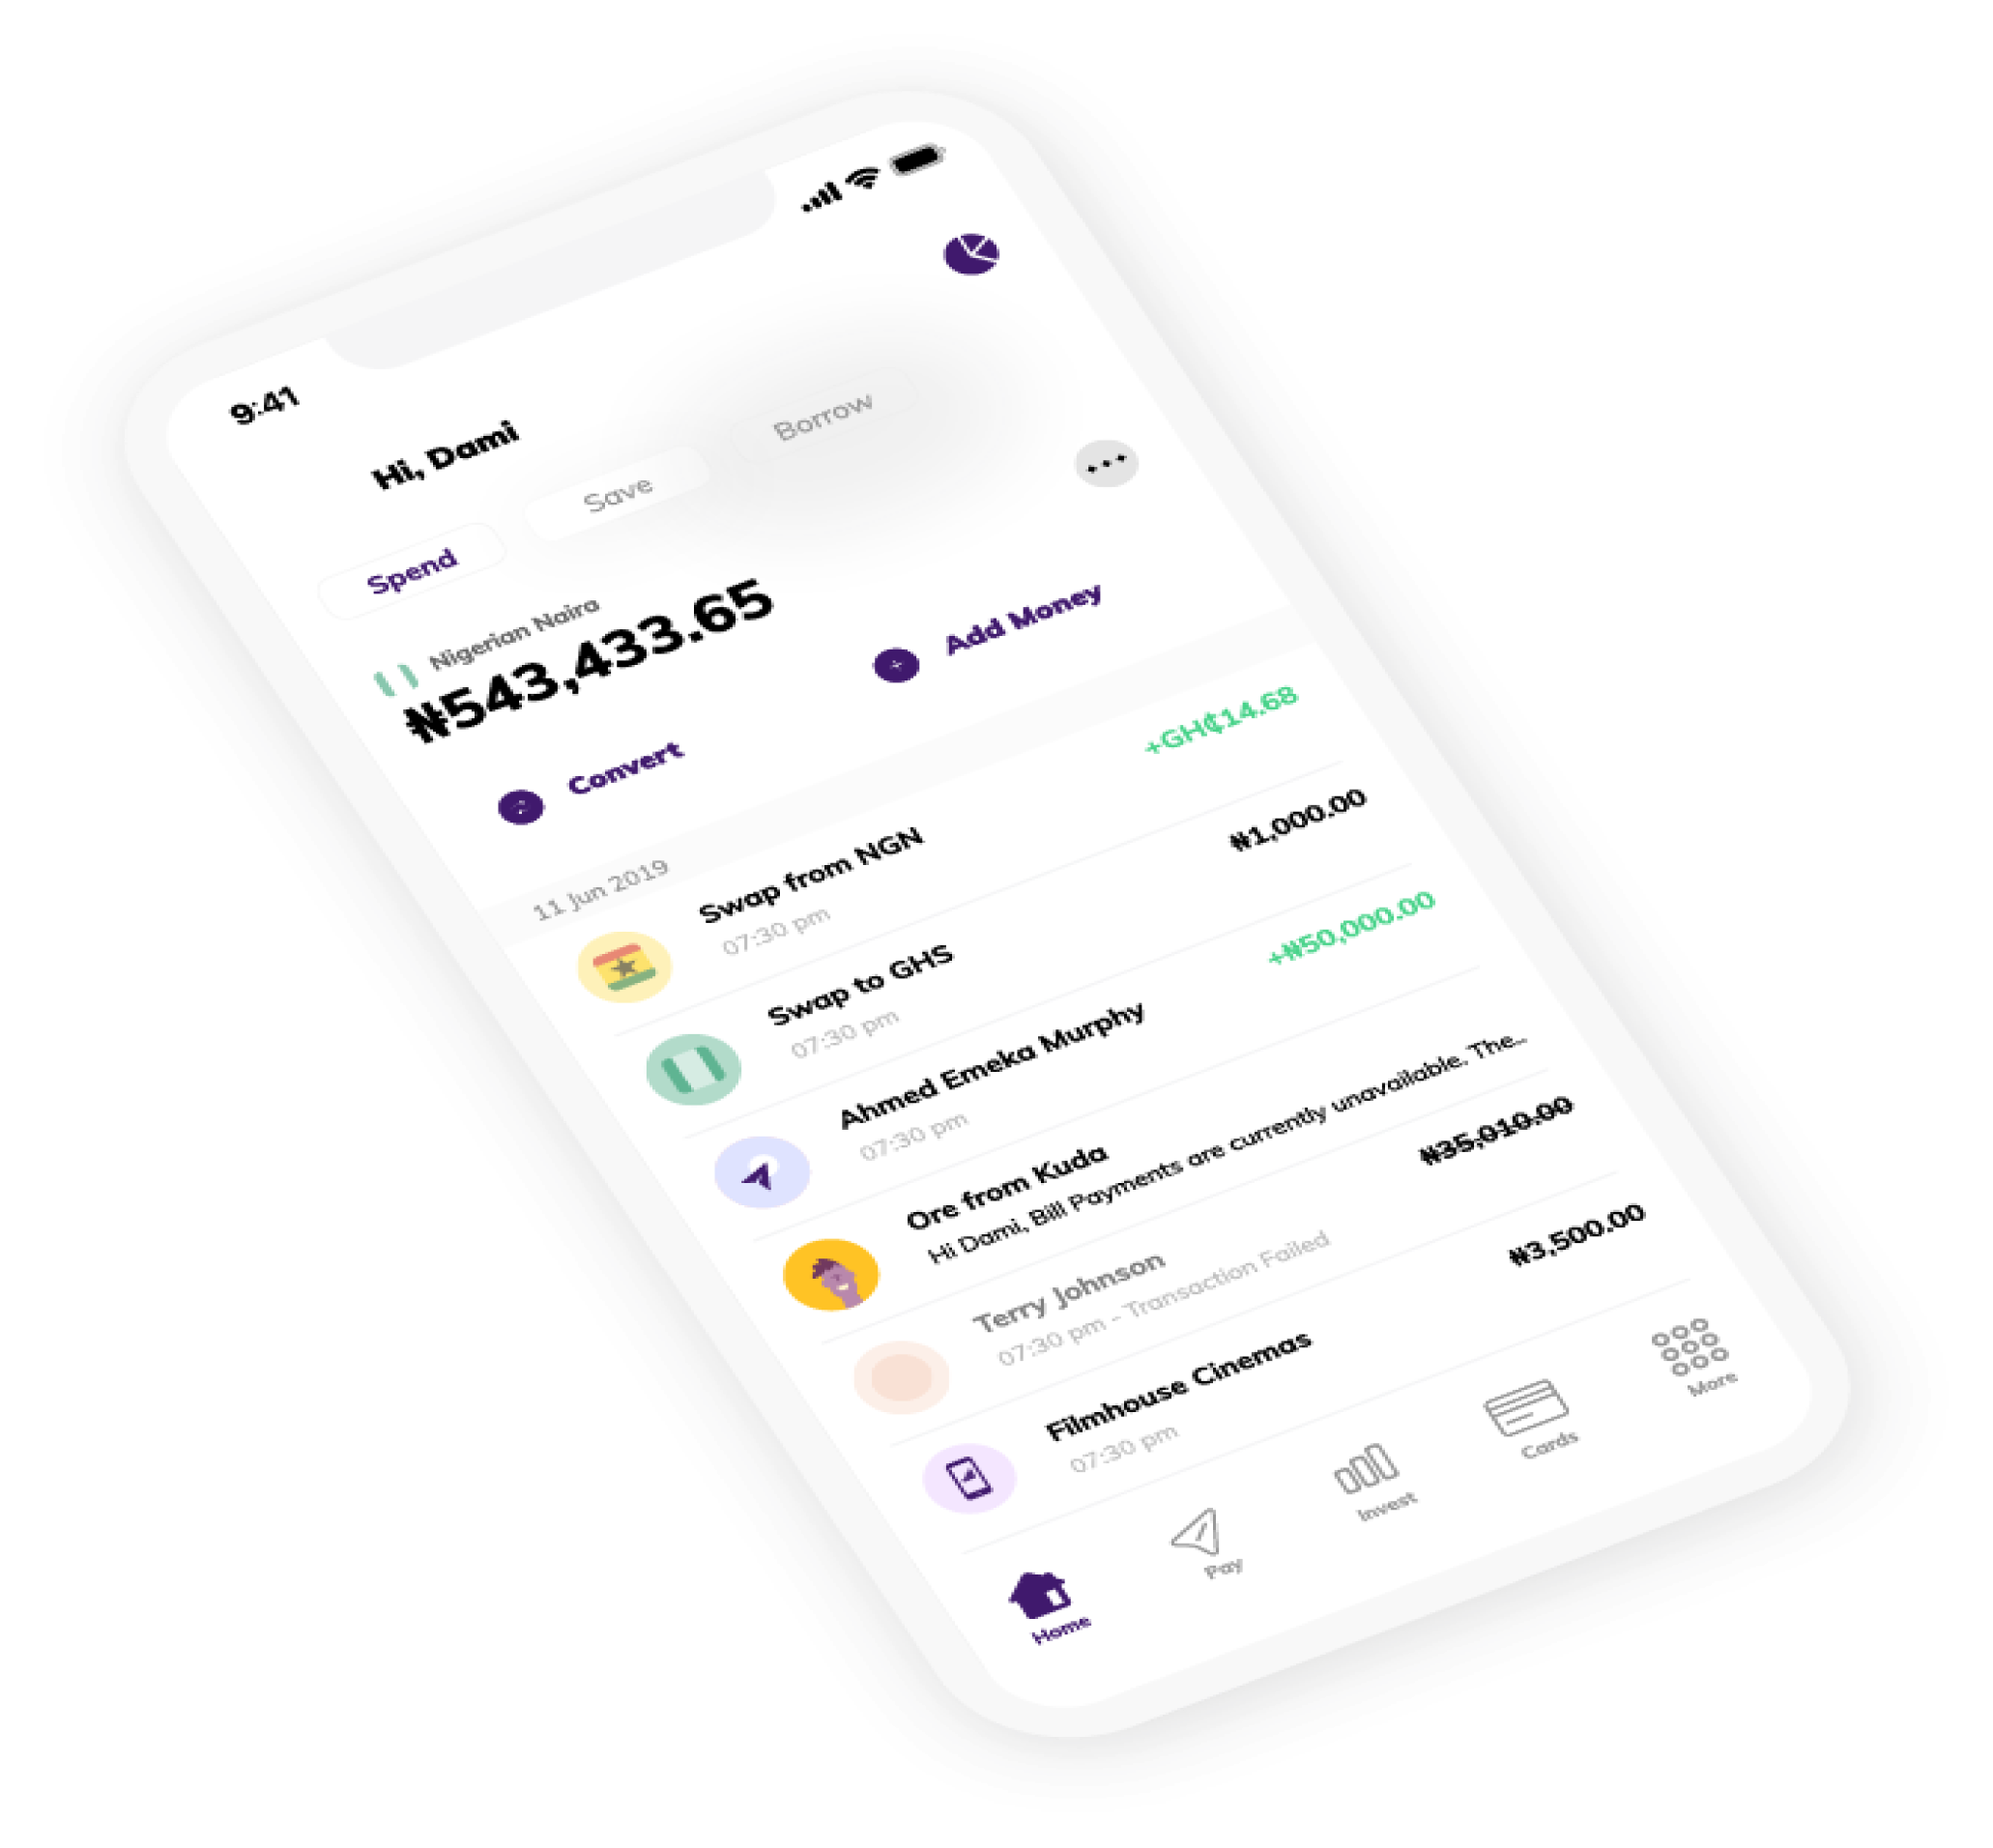 9:41
Hi, Dami
Spend
Save
Borrow
Nigerian Naira
₦543,433.65
Convert
Add Money
11 Jun 2019
Swap from NGN
+GH₵14.68
07:30 pm
Swap to GHS
₦1,000.00
07:30 pm
Ahmed Emeka Murphy
+₦50,000.00
07:30 pm
Ore from Kuda
Hi Dami, Bill Payments are currently unavailable. The..
Terry Johnson
₦35,010.00
07:30 pm - Transaction Failed
Filmhouse Cinemas
₦3,500.00
07:30 pm
Home
Pay
Invest
Cards
More